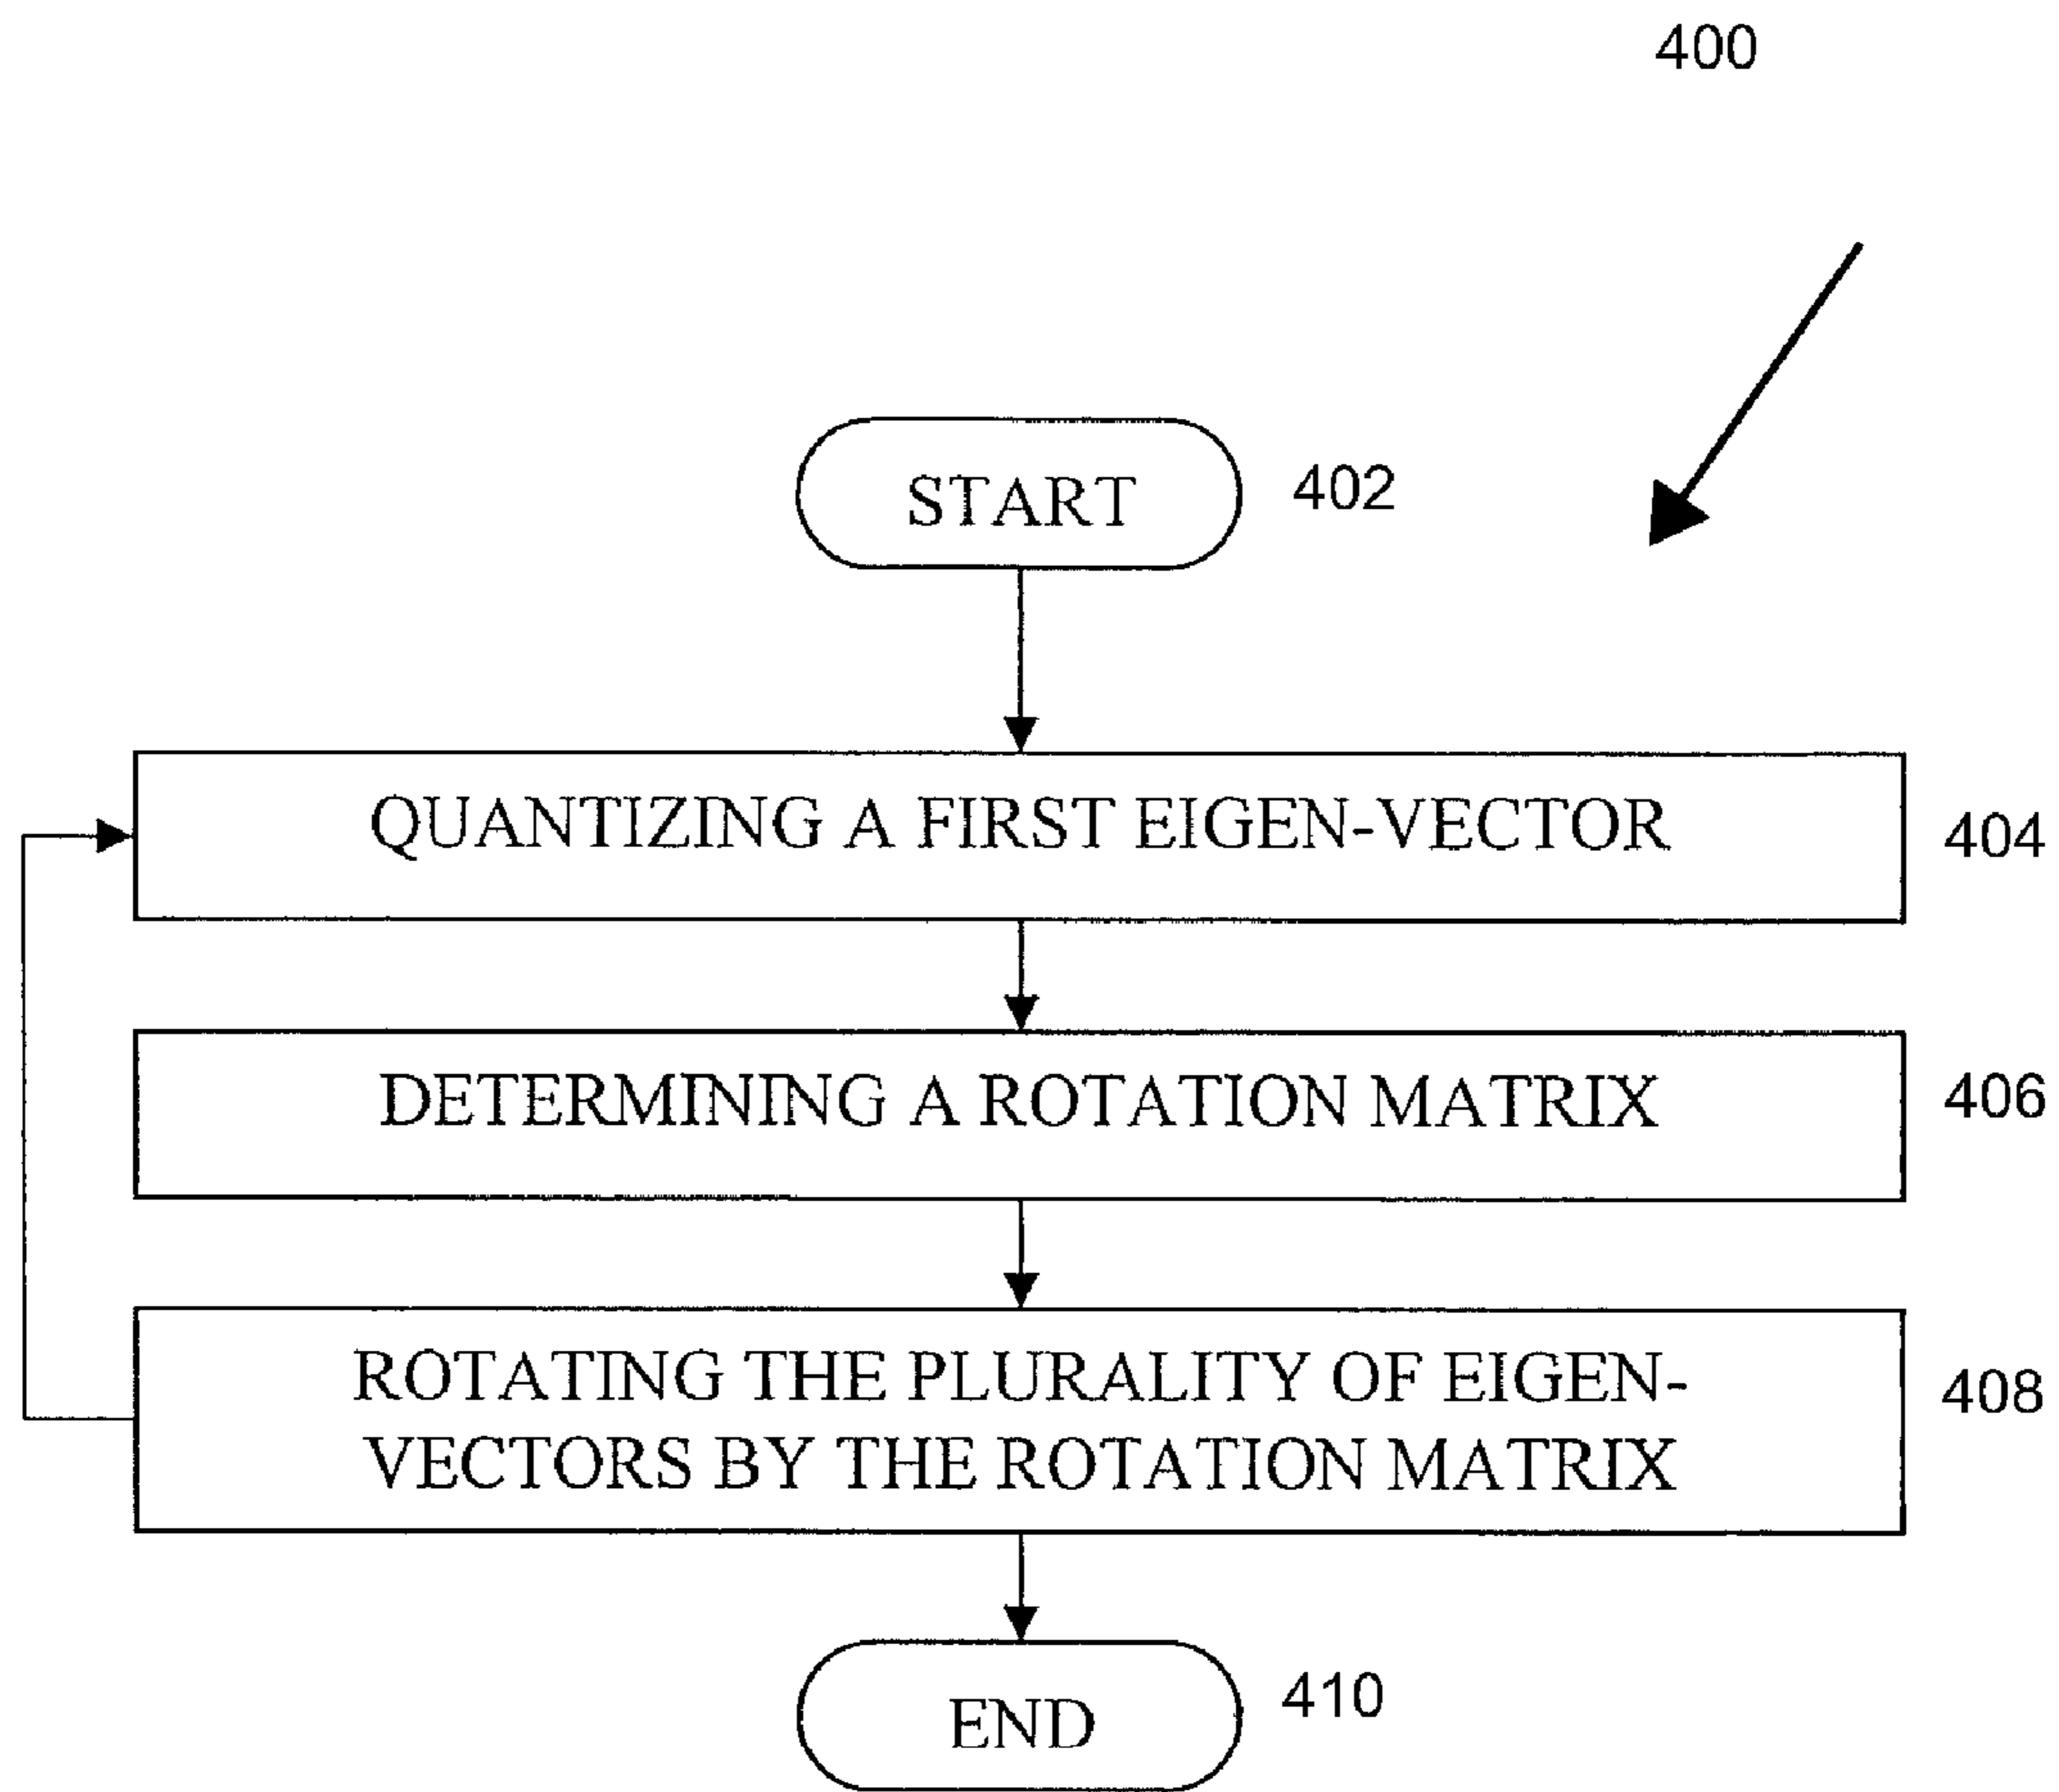 400
START
402
QUANTIZING A FIRST EIGEN-VECTOR
404
DETERMINING A ROTATION MATRIX
406
ROTATING THE PLURALITY OF EIGEN-
VECTORS BY THE ROTATION MATRIX
408
END
410